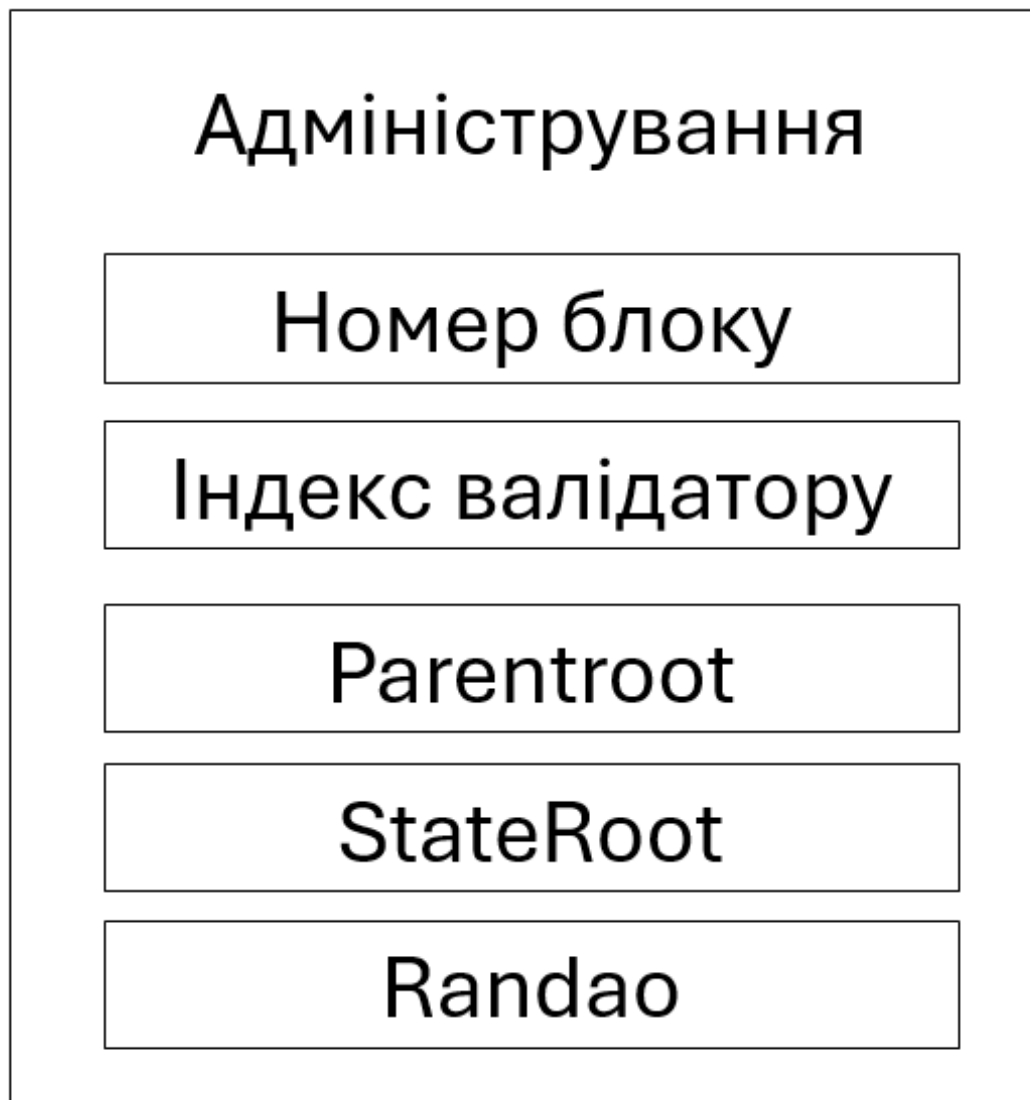 Адміністрування
Номер блоку
Індекс валідатору
Parentroot
StateRoot
Randao